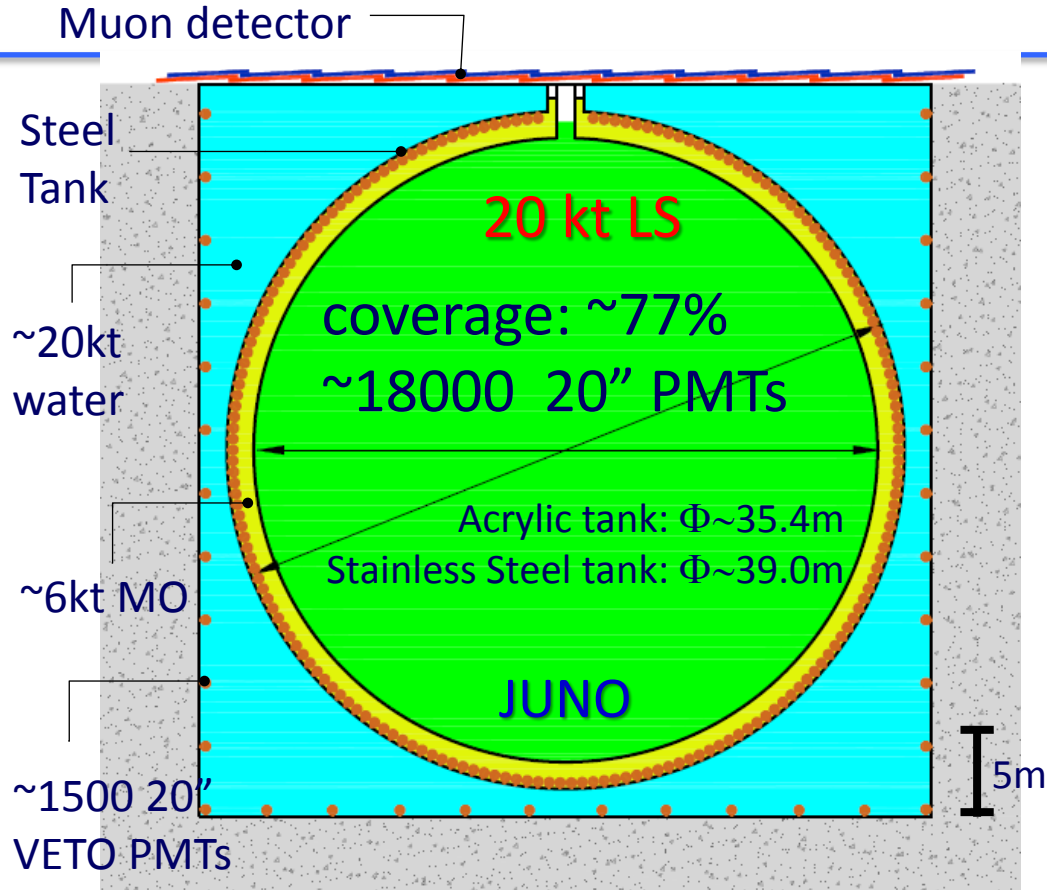 Muon detector
Steel
Tank
20 kt LS
coverage: ~77%
~20kt
water
~18000 20” PMTs
Acrylic tank: Φ~35.4m
Stainless Steel tank: Φ~39.0m
~6kt MO
JUNO
5m
~1500 20”
VETO PMTs